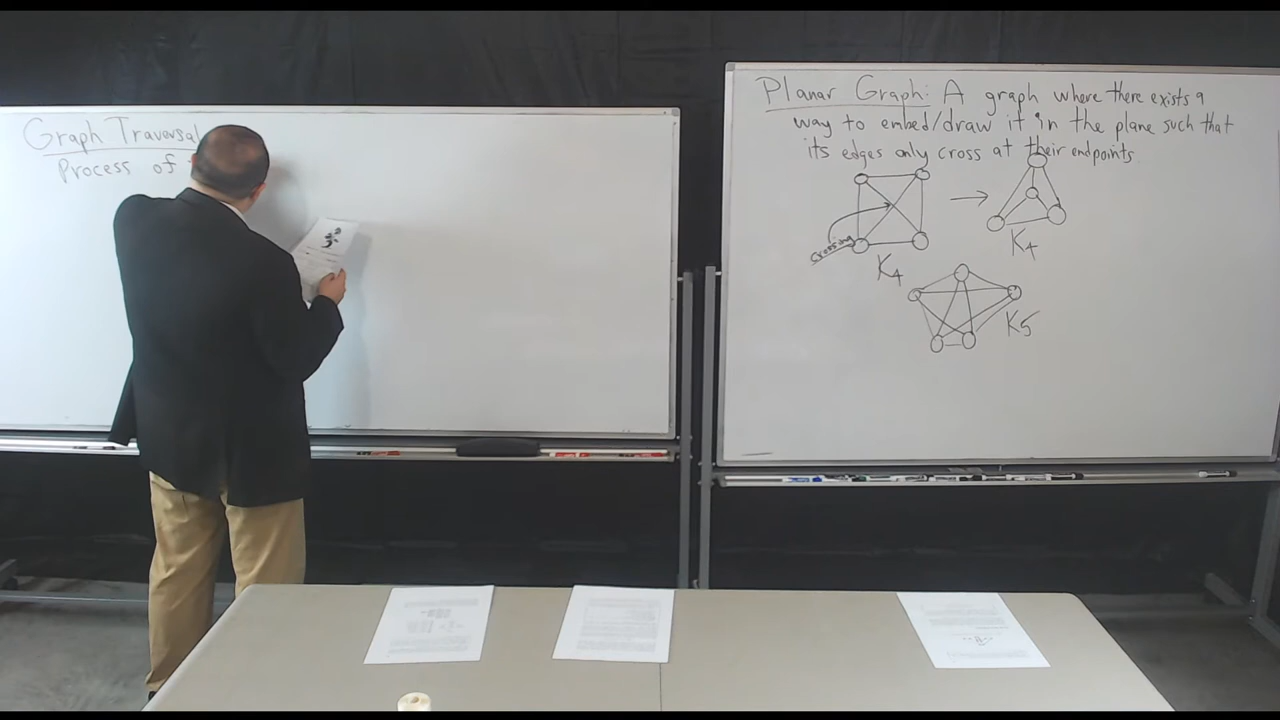 Graph Traversal
Process of
Planar Graph: A graph where there exists a
way to embed/draw it in the plane such that
its edges only cross at their endpoints
crossing
K4
K4
K5